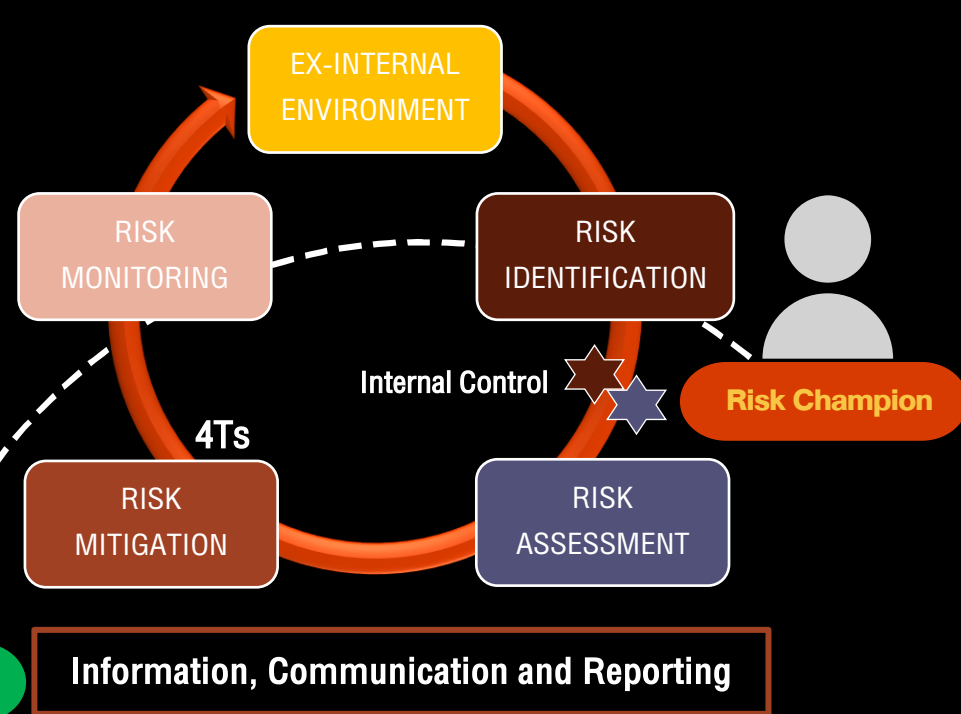 EX-INTERNAL
ENVIRONMENT
RISK
MONITORING
RISK
IDENTIFICATION
Internal Control
Risk Champion
4Ts
RISK
MITIGATION
RISK
ASSESSMENT
Information, Communication and Reporting